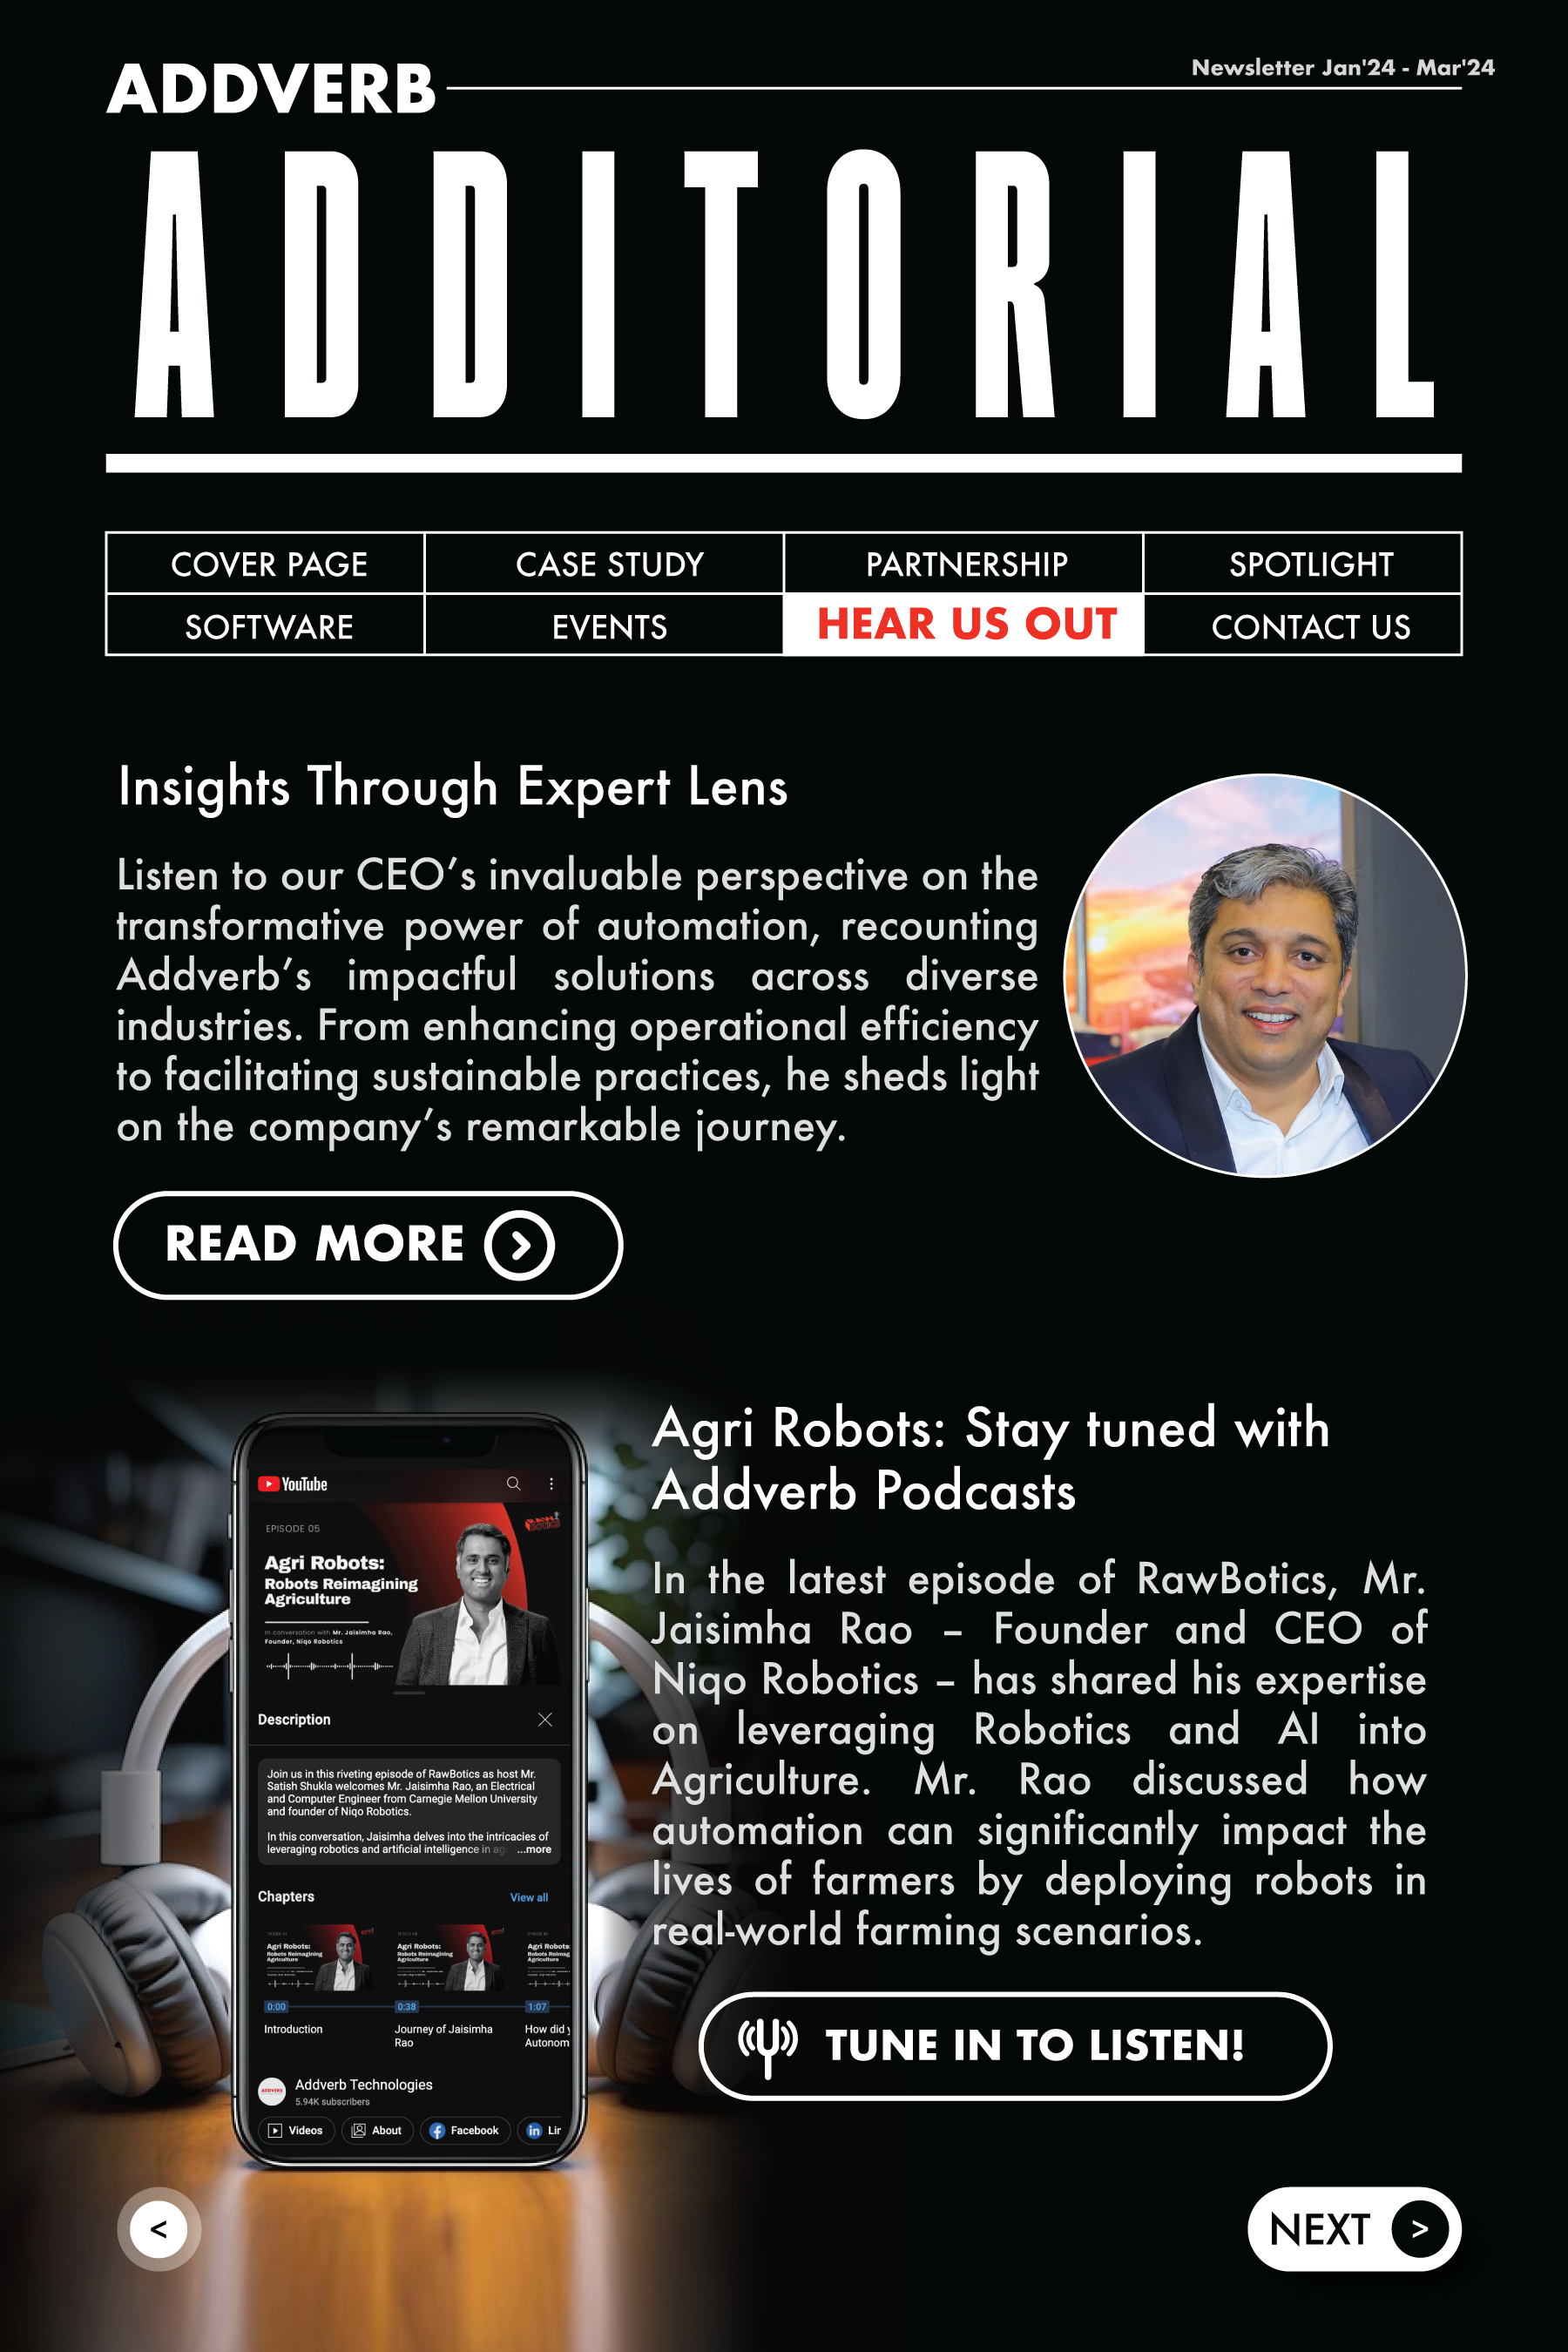 ADDVERB
Newsletter Jan'24 - Mar'24
ADDITORIAL
COVER PAGE
CASE STUDY
PARTNERSHIP
SPOTLIGHT
SOFTWARE
EVENTS
HEAR US OUT
CONTACT US
Insights Through Expert Lens
Listen to our CEO’s invaluable perspective on the
transformative power of automation, recounting
Addverb’s impactful solutions across diverse
industries. From enhancing operational efficiency
to facilitating sustainable practices, he sheds light
on the company’s remarkable journey.
READ MORE
YouTube
EPISODE 05
Agri Robots:
Robots Reimagining
Agriculture
In conversation with Mr. Jaisimha Rao,
Founder, Niqo Robotics
Description
Join us in this riveting episode of RawBotics as host Mr.
Satish Shukla welcomes Mr. Jaisimha Rao, an Electrical
and Computer Engineer from Carnegie Mellon University
and founder of Niqo Robotics.
In this conversation, Jaisimha delves into the intricacies of
leveraging robotics and artificial intelligence in ag ...more
Chapters
View all
Agri Robots:
Robots Reimagining
Agriculture
Agri Robots:
Robots Reimagining
Agriculture
Agri Robots
Robots Reimag
Agriculture
0:00
0:38
1:07
Introduction
Journey of Jaisimha
Rao
How did
Autonom
Addverb Technologies
5.94K subscribers
Videos
About
Facebook
Lir
Agri Robots: Stay tuned with
Addverb Podcasts
In the latest episode of RawBotics, Mr.
Jaisimha Rao – Founder and CEO of
Niqo Robotics – has shared his expertise
on leveraging Robotics and AI into
Agriculture. Mr. Rao discussed how
automation can significantly impact the
lives of farmers by deploying robots in
real-world farming scenarios.
TUNE IN TO LISTEN!
<
NEXT >